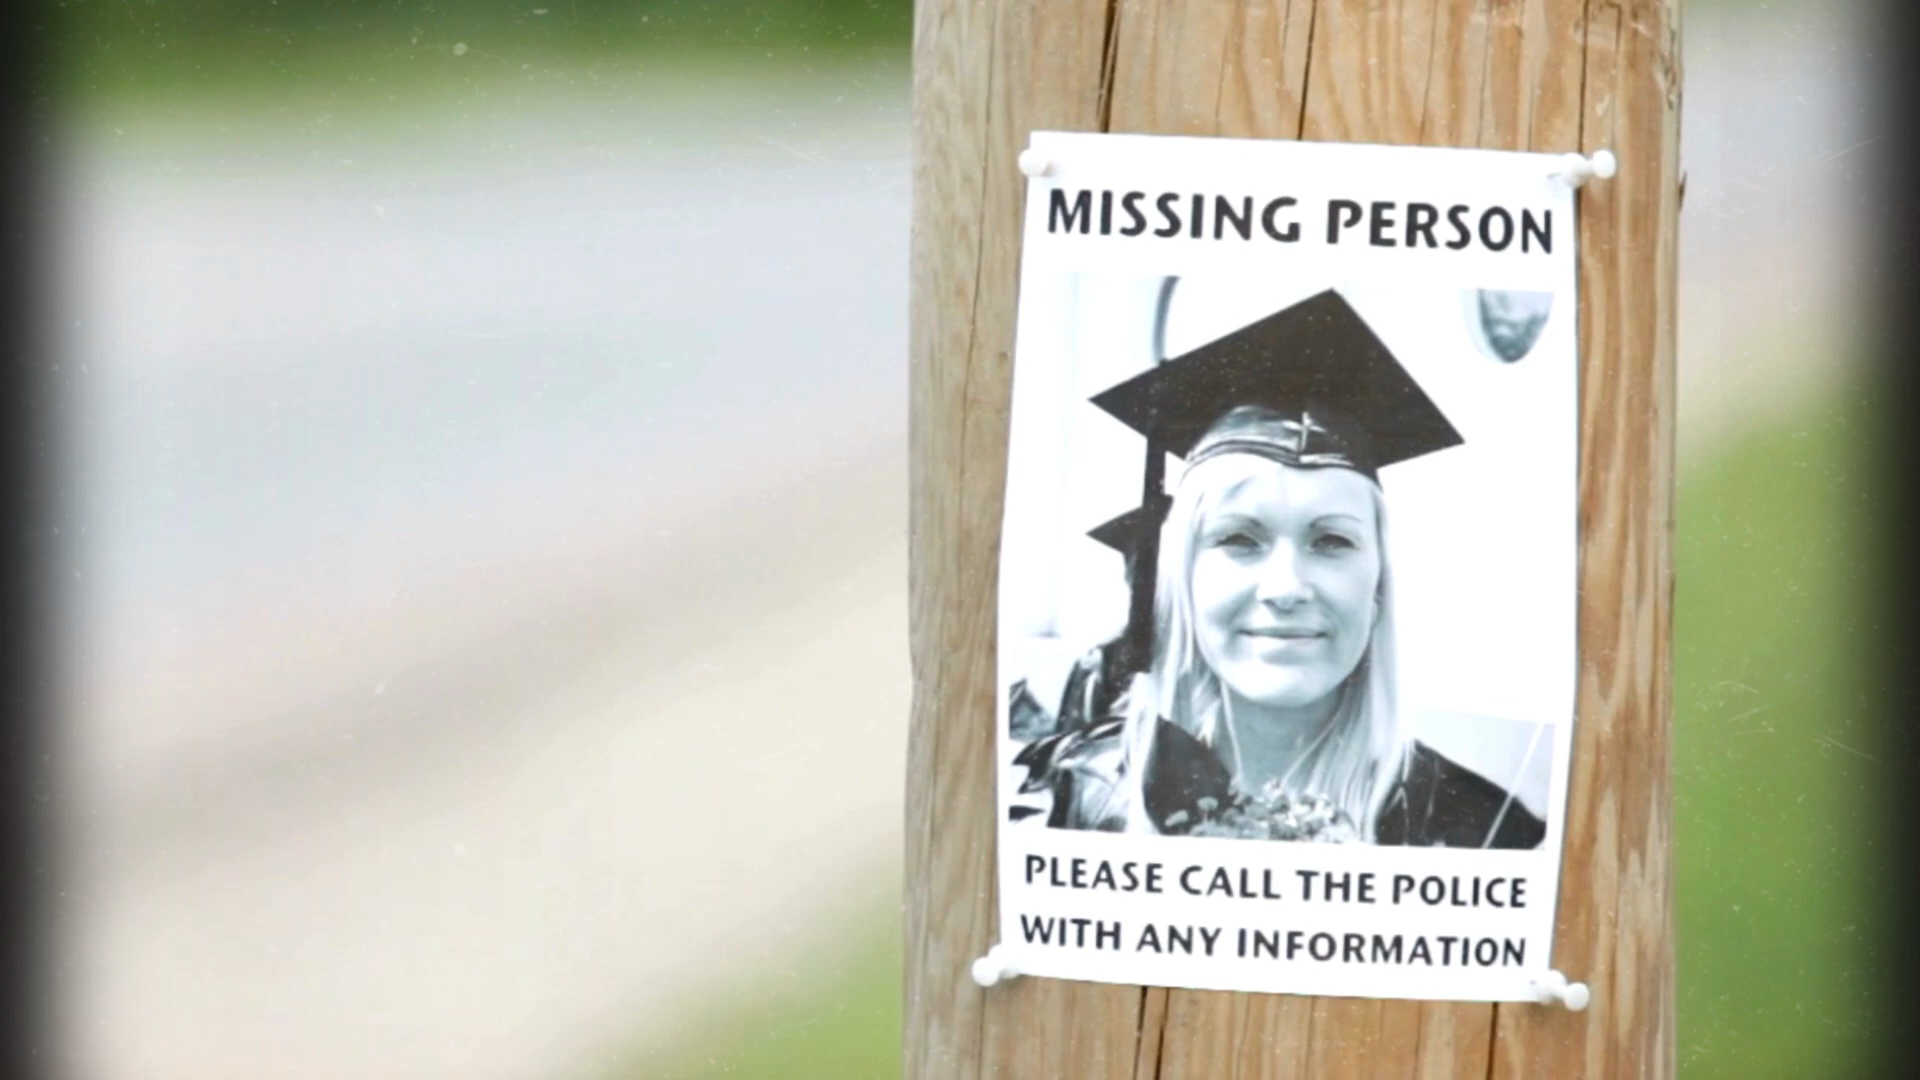 MISSING PERSON
PLEASE CALL THE POLICE
WITH ANY INFORMATION